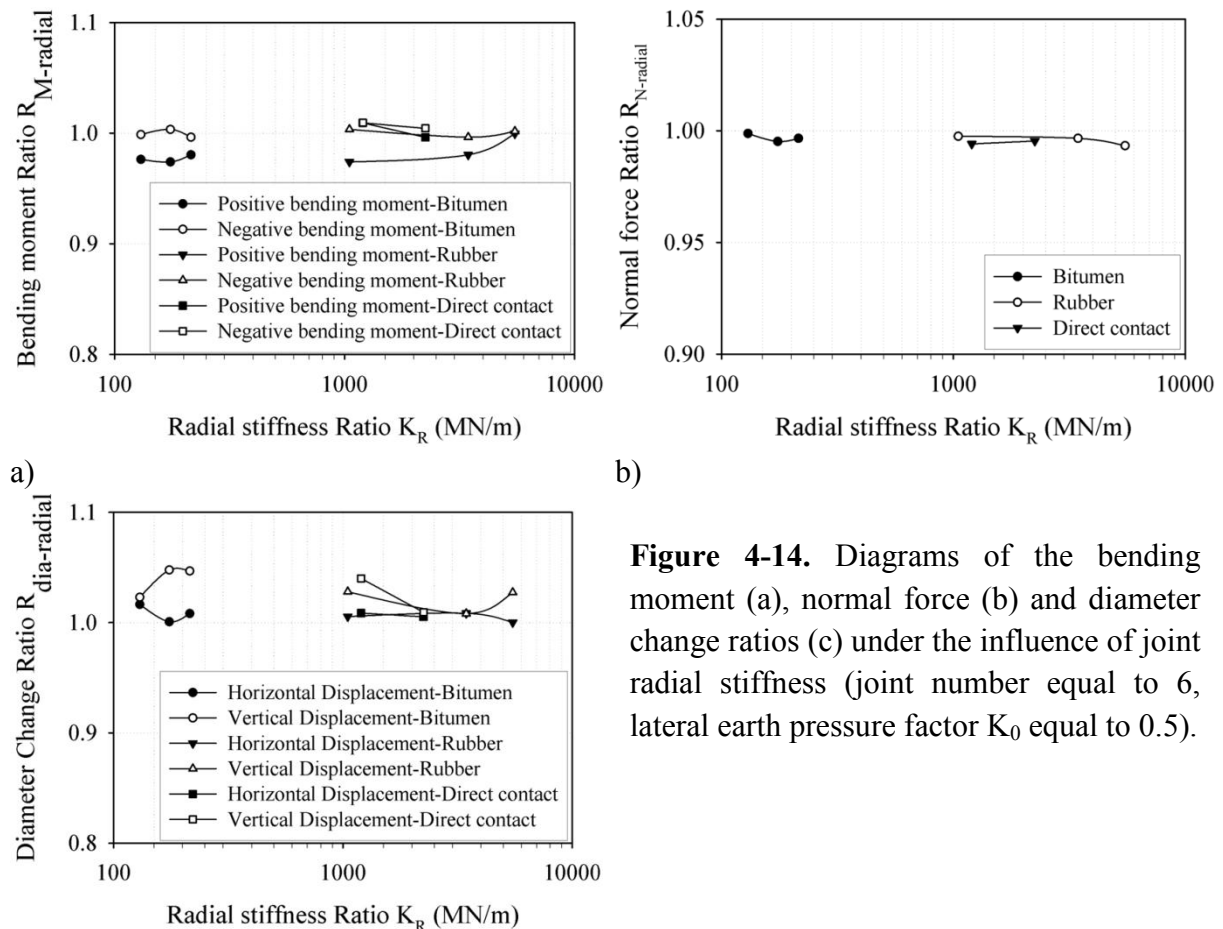 Bending moment Ratio R_M-radial
1.1
1.0
0.9
0.8
100
1000
10000
Positive bending moment-Bitumen
Negative bending moment-Bitumen
Positive bending moment-Rubber
Negative bending moment-Rubber
Positive bending moment-Direct contact
Negative bending moment-Direct contact
Radial stiffness Ratio K_R (MN/m)
a)
Normal force Ratio R_N-radial
1.05
1.00
0.95
0.90
100
1000
10000
Bitumen
Rubber
Direct contact
Radial stiffness Ratio K_R (MN/m)
b)
Diameter Change Ratio R_dia-radial
1.1
1.0
0.9
0.8
100
1000
10000
Horizontal Displacement-Bitumen
Vertical Displacement-Bitumen
Horizontal Displacement-Rubber
Vertical Displacement-Rubber
Horizontal Displacement-Direct contact
Vertical Displacement-Direct contact
Radial stiffness Ratio K_R (MN/m)
Figure 4-14. Diagrams of the bending
moment (a), normal force (b) and diameter
change ratios (c) under the influence of joint
radial stiffness (joint number equal to 6,
lateral earth pressure factor K₀ equal to 0.5).